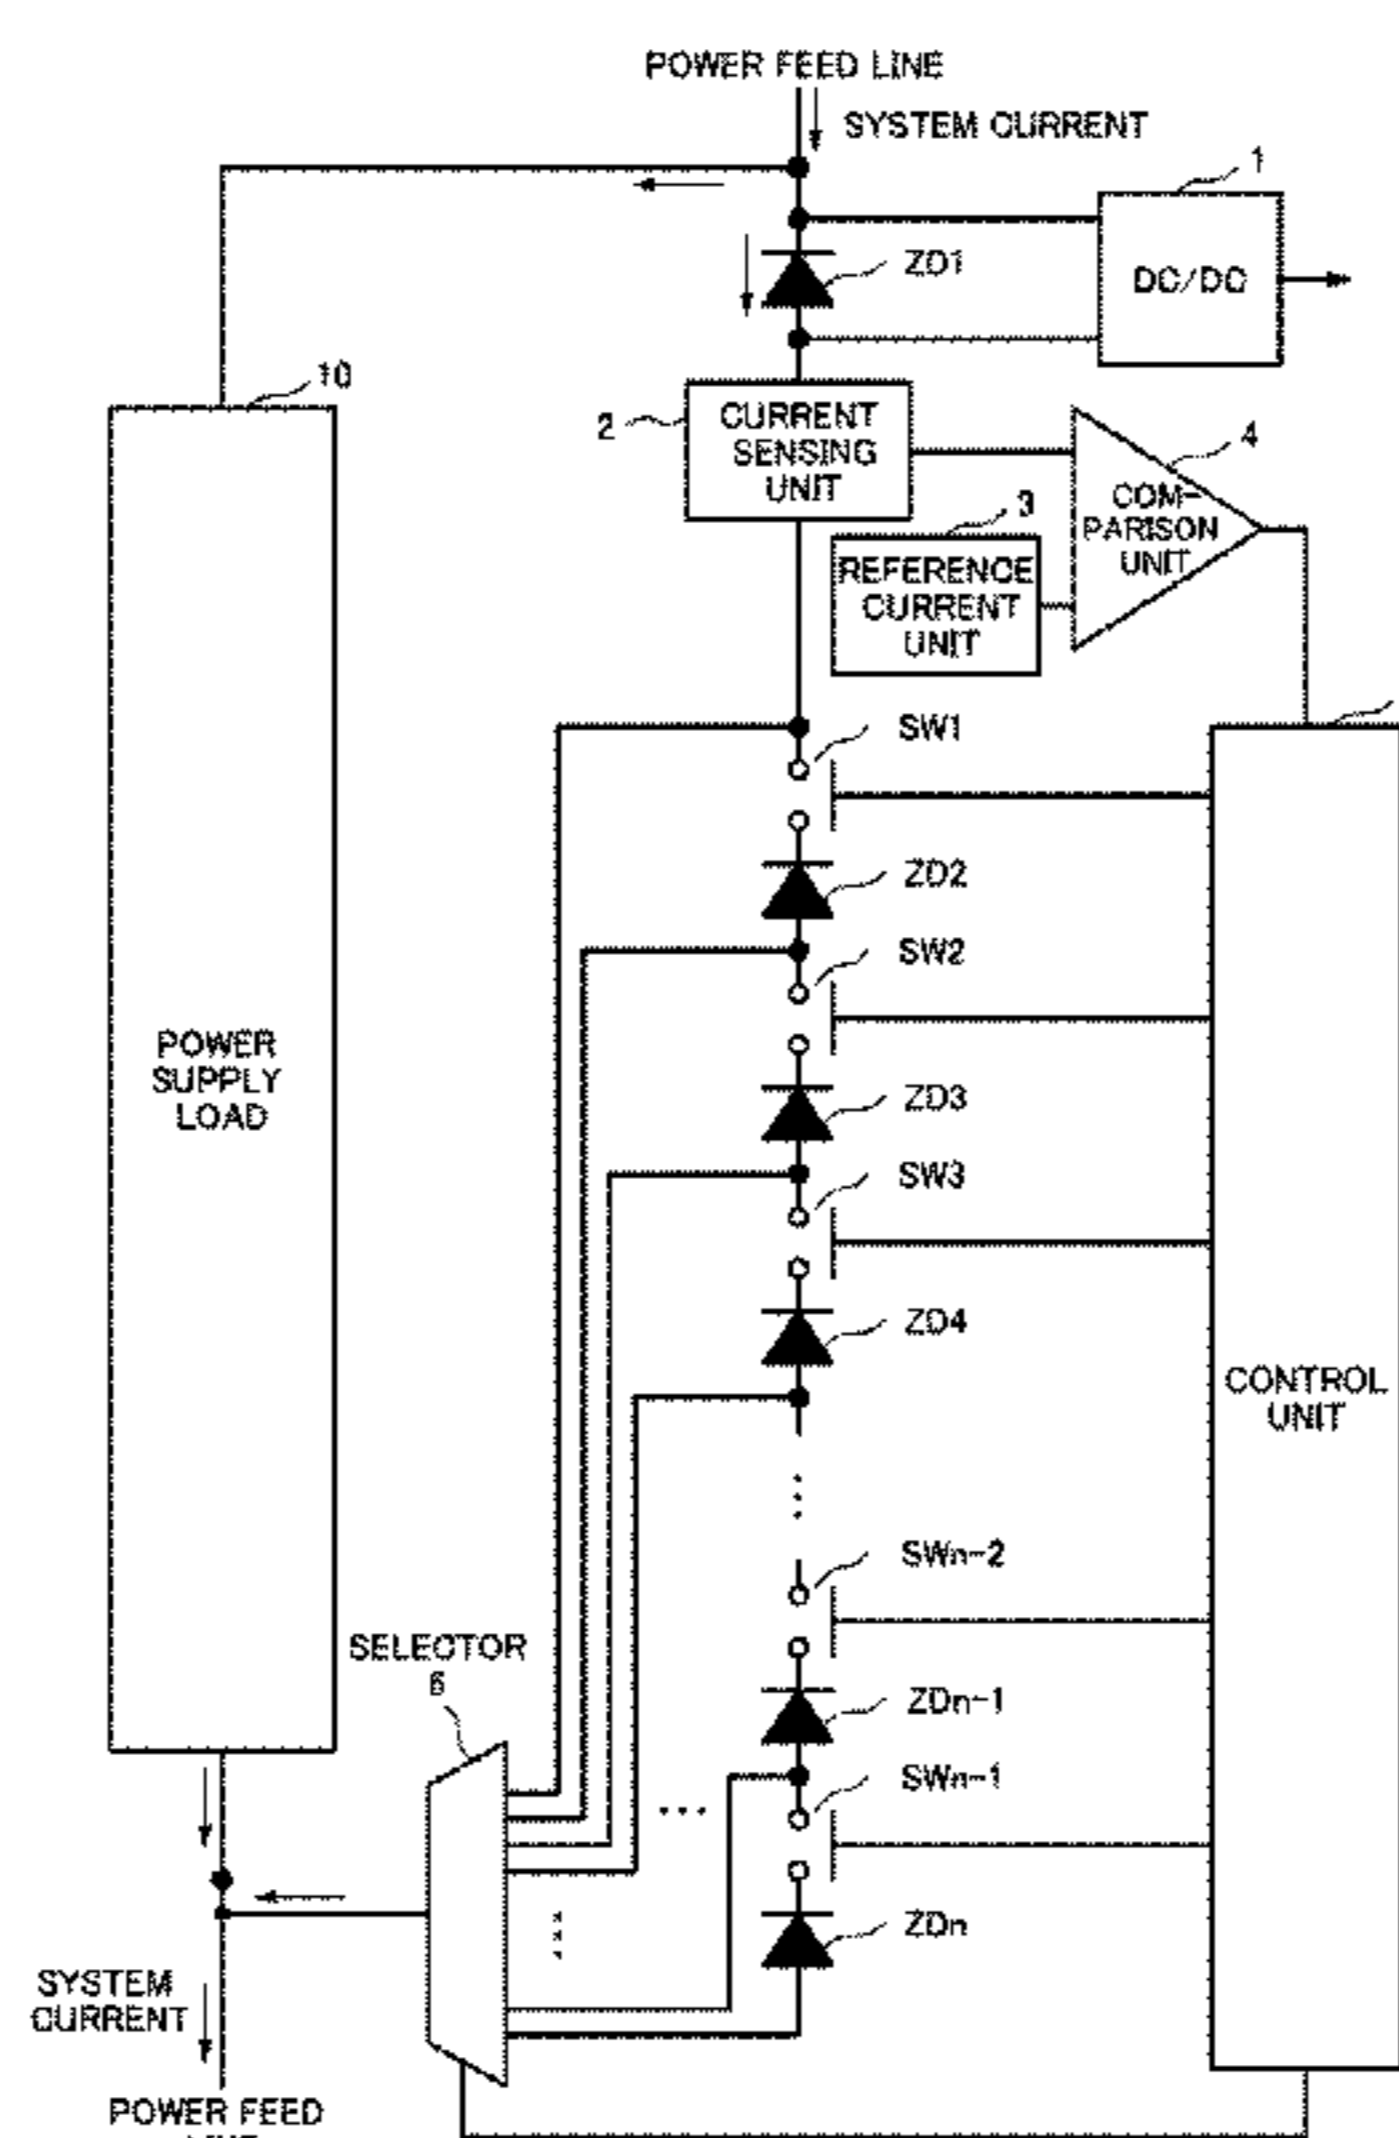 POWER FEED LINE
SYSTEM CURRENT
1
ZD1
DC/DC
10
2
CURRENT
SENSING
UNIT
4
COM-
PARISON
UNIT
3
REFERENCE
CURRENT
UNIT
SW1
ZD2
SW2
ZD3
SW3
ZD4
POWER
SUPPLY
LOAD
CONTROL
UNIT
SWn-2
SELECTOR
6
ZDn-1
SWn-1
ZDn
SYSTEM
CURRENT
POWER FEED